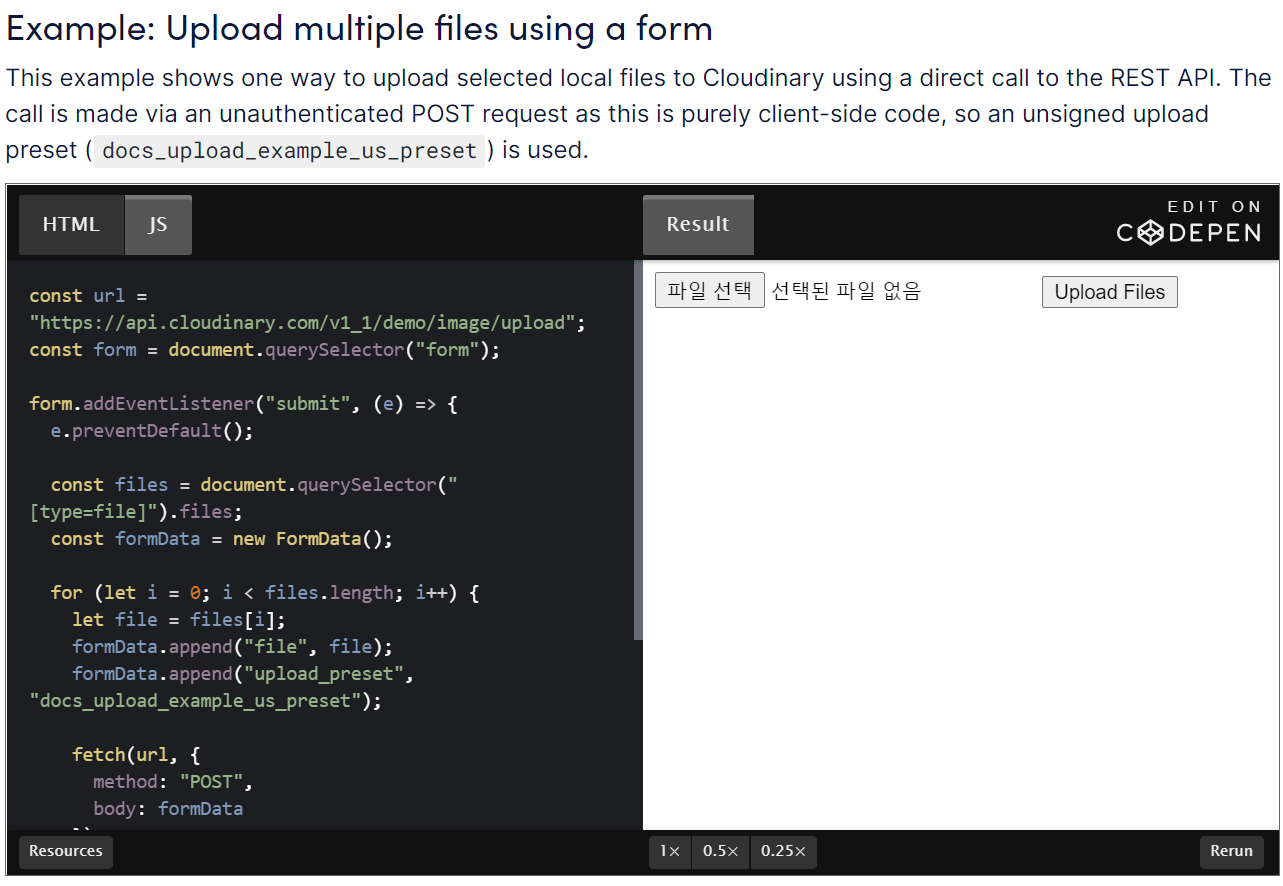 Example: Upload multiple files using a form
This example shows one way to upload selected local files to Cloudinary using a direct call to the REST API. The
call is made via an unauthenticated POST request as this is purely client-side code, so an unsigned upload
preset ( docs_upload_example_us_preset ) is used.
HTML JS Result EDIT ON
CODEPEN
const url =
"https://api.cloudinary.com/v1_1/demo/image/upload";
const form = document.querySelector("form");
form.addEventListener("submit", (e) => {
e.preventDefault();
const files = document.querySelector("
[type=file]").files;
const formData = new FormData();
for (let i = 0; i < files.length; i++) {
let file = files[i];
formData.append("file", file);
formData.append("upload_preset",
"docs_upload_example_us_preset");
fetch(url, {
method: "POST",
body: formData
파일 선택 선택된 파일 없음 Upload Files
Resources 1× 0.5× 0.25× Rerun